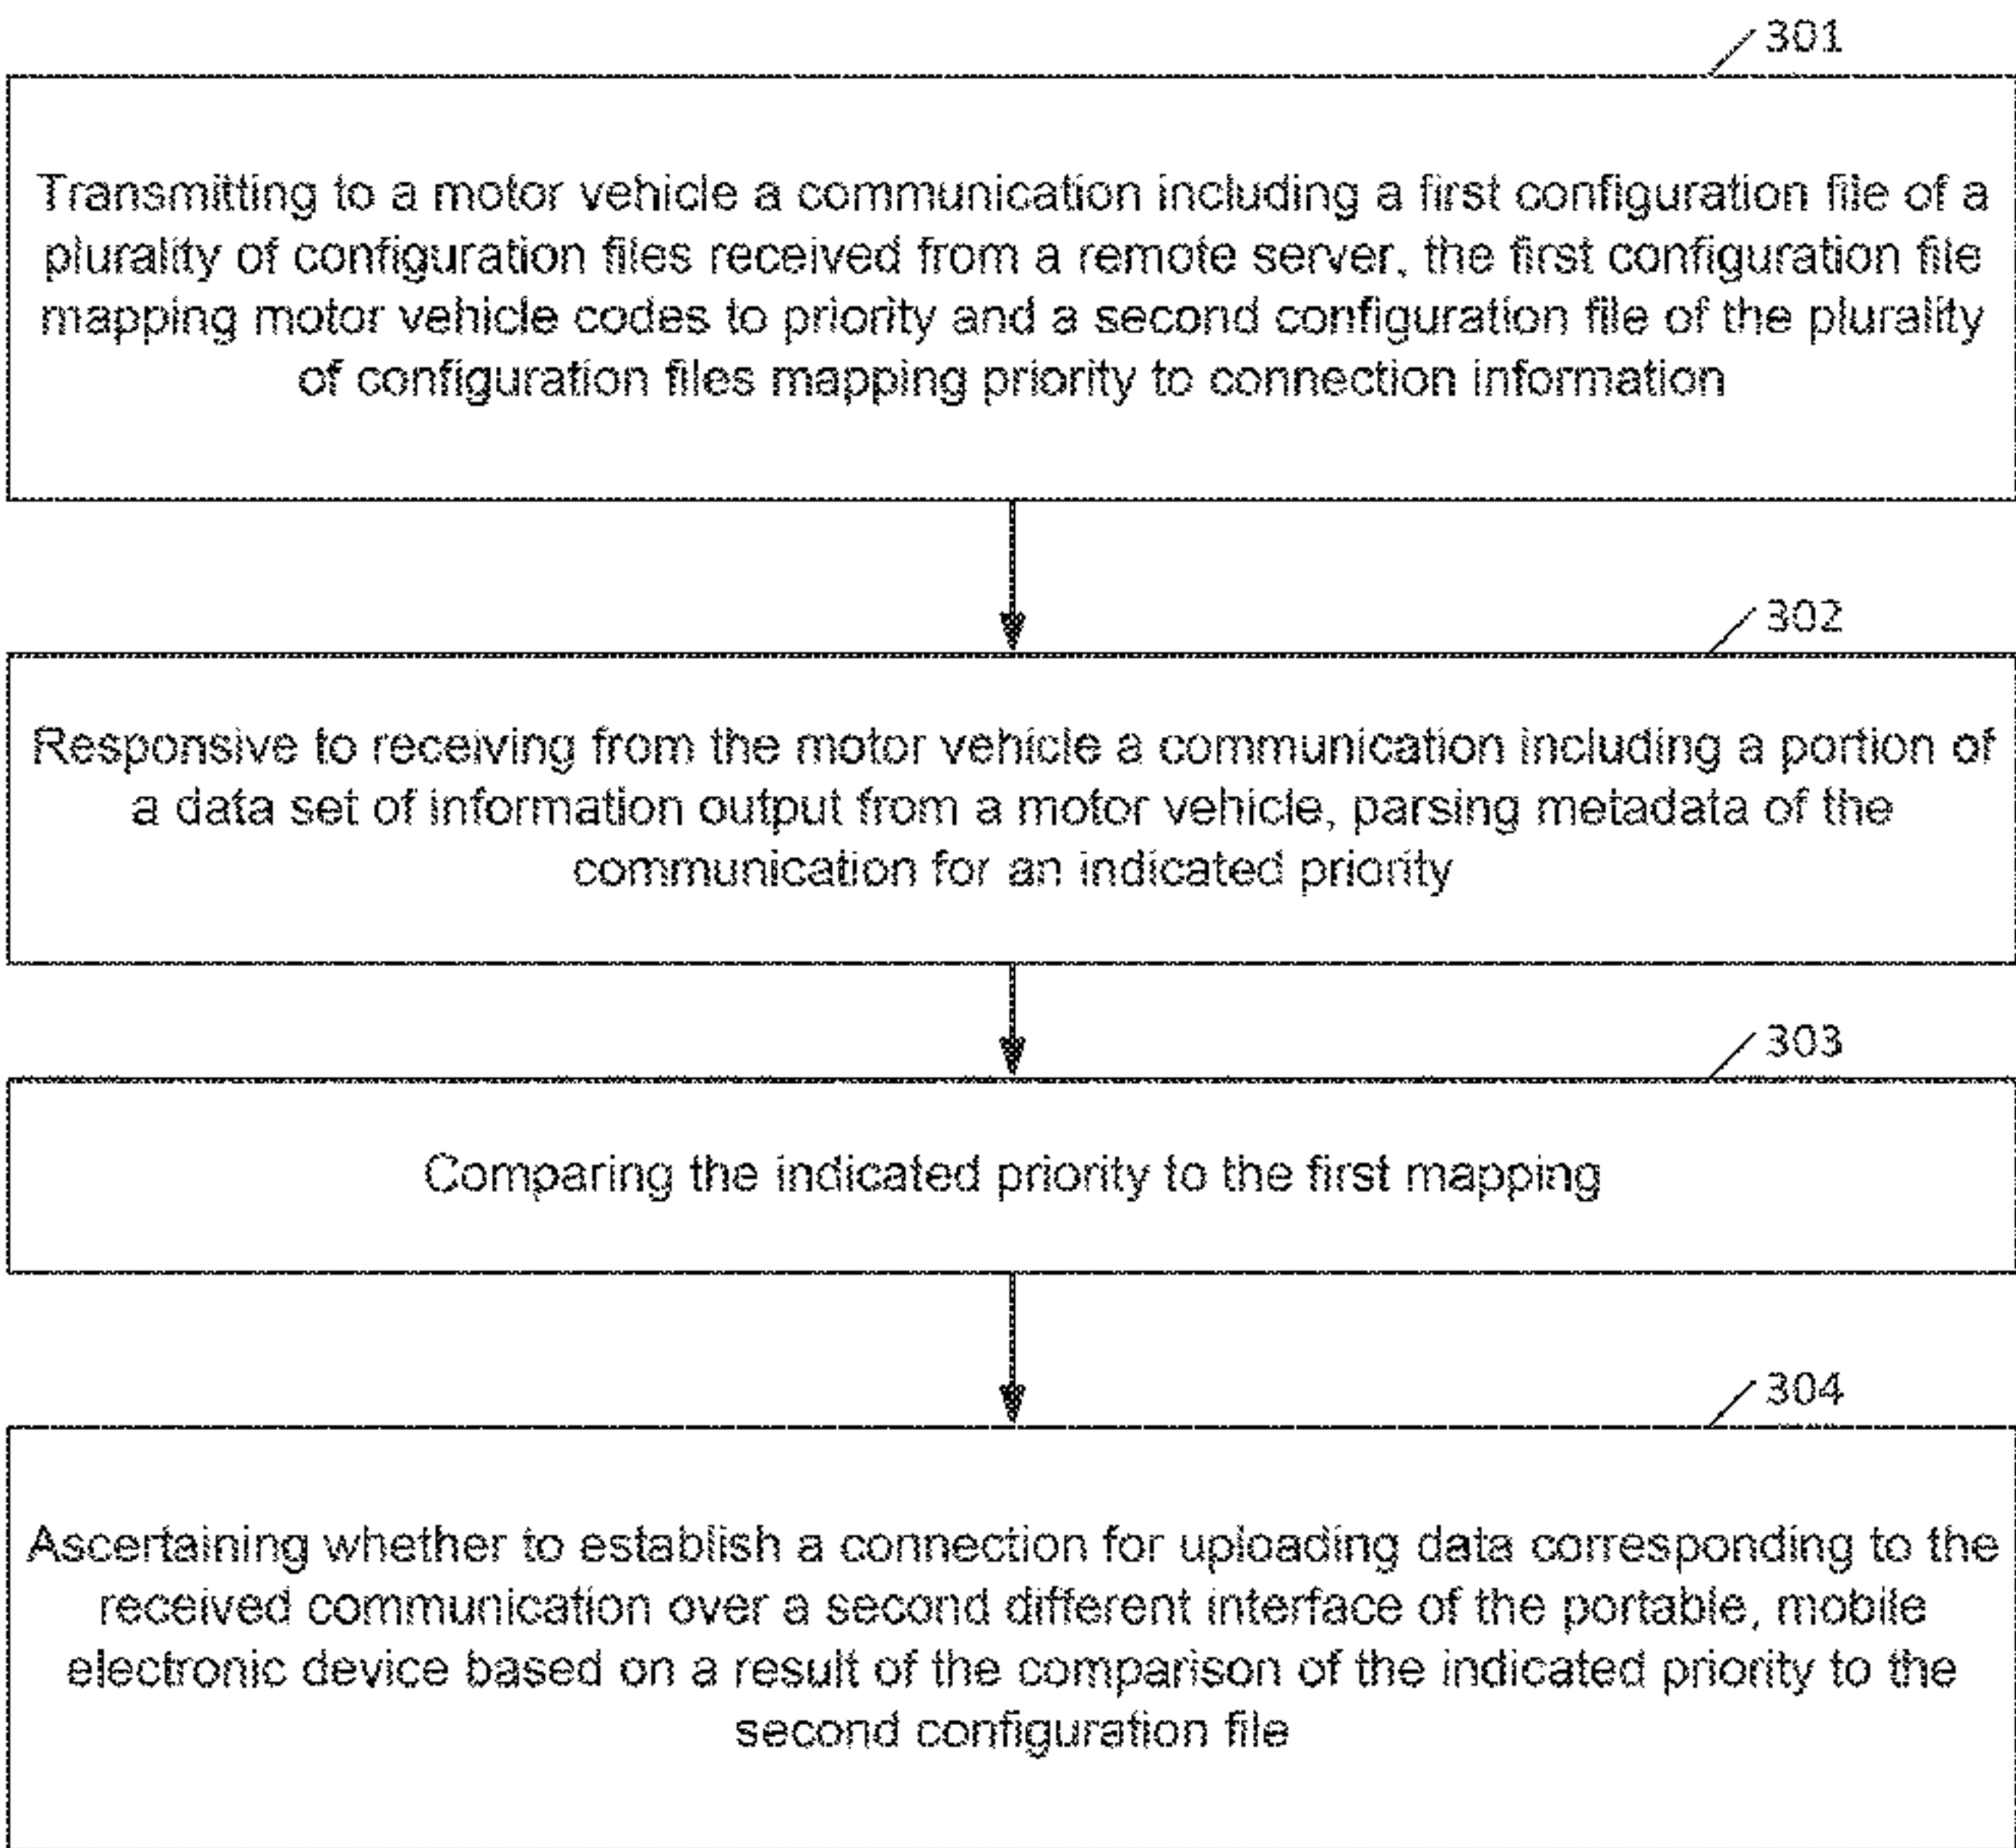 301
Transmitting to a motor vehicle a communication including a first configuration file of a
plurality of configuration files received from a remote server, the first configuration file
mapping motor vehicle codes to priority and a second configuration file of the plurality
of configuration files mapping priority to connection information
302
Responsive to receiving from the motor vehicle a communication including a portion of
a data set of information output from a motor vehicle, parsing metadata of the
communication for an indicated priority
303
Comparing the indicated priority to the first mapping
304
Ascertaining whether to establish a connection for uploading data corresponding to the
received communication over a second different interface of the portable, mobile
electronic device based on a result of the comparison of the indicated priority to the
second configuration file